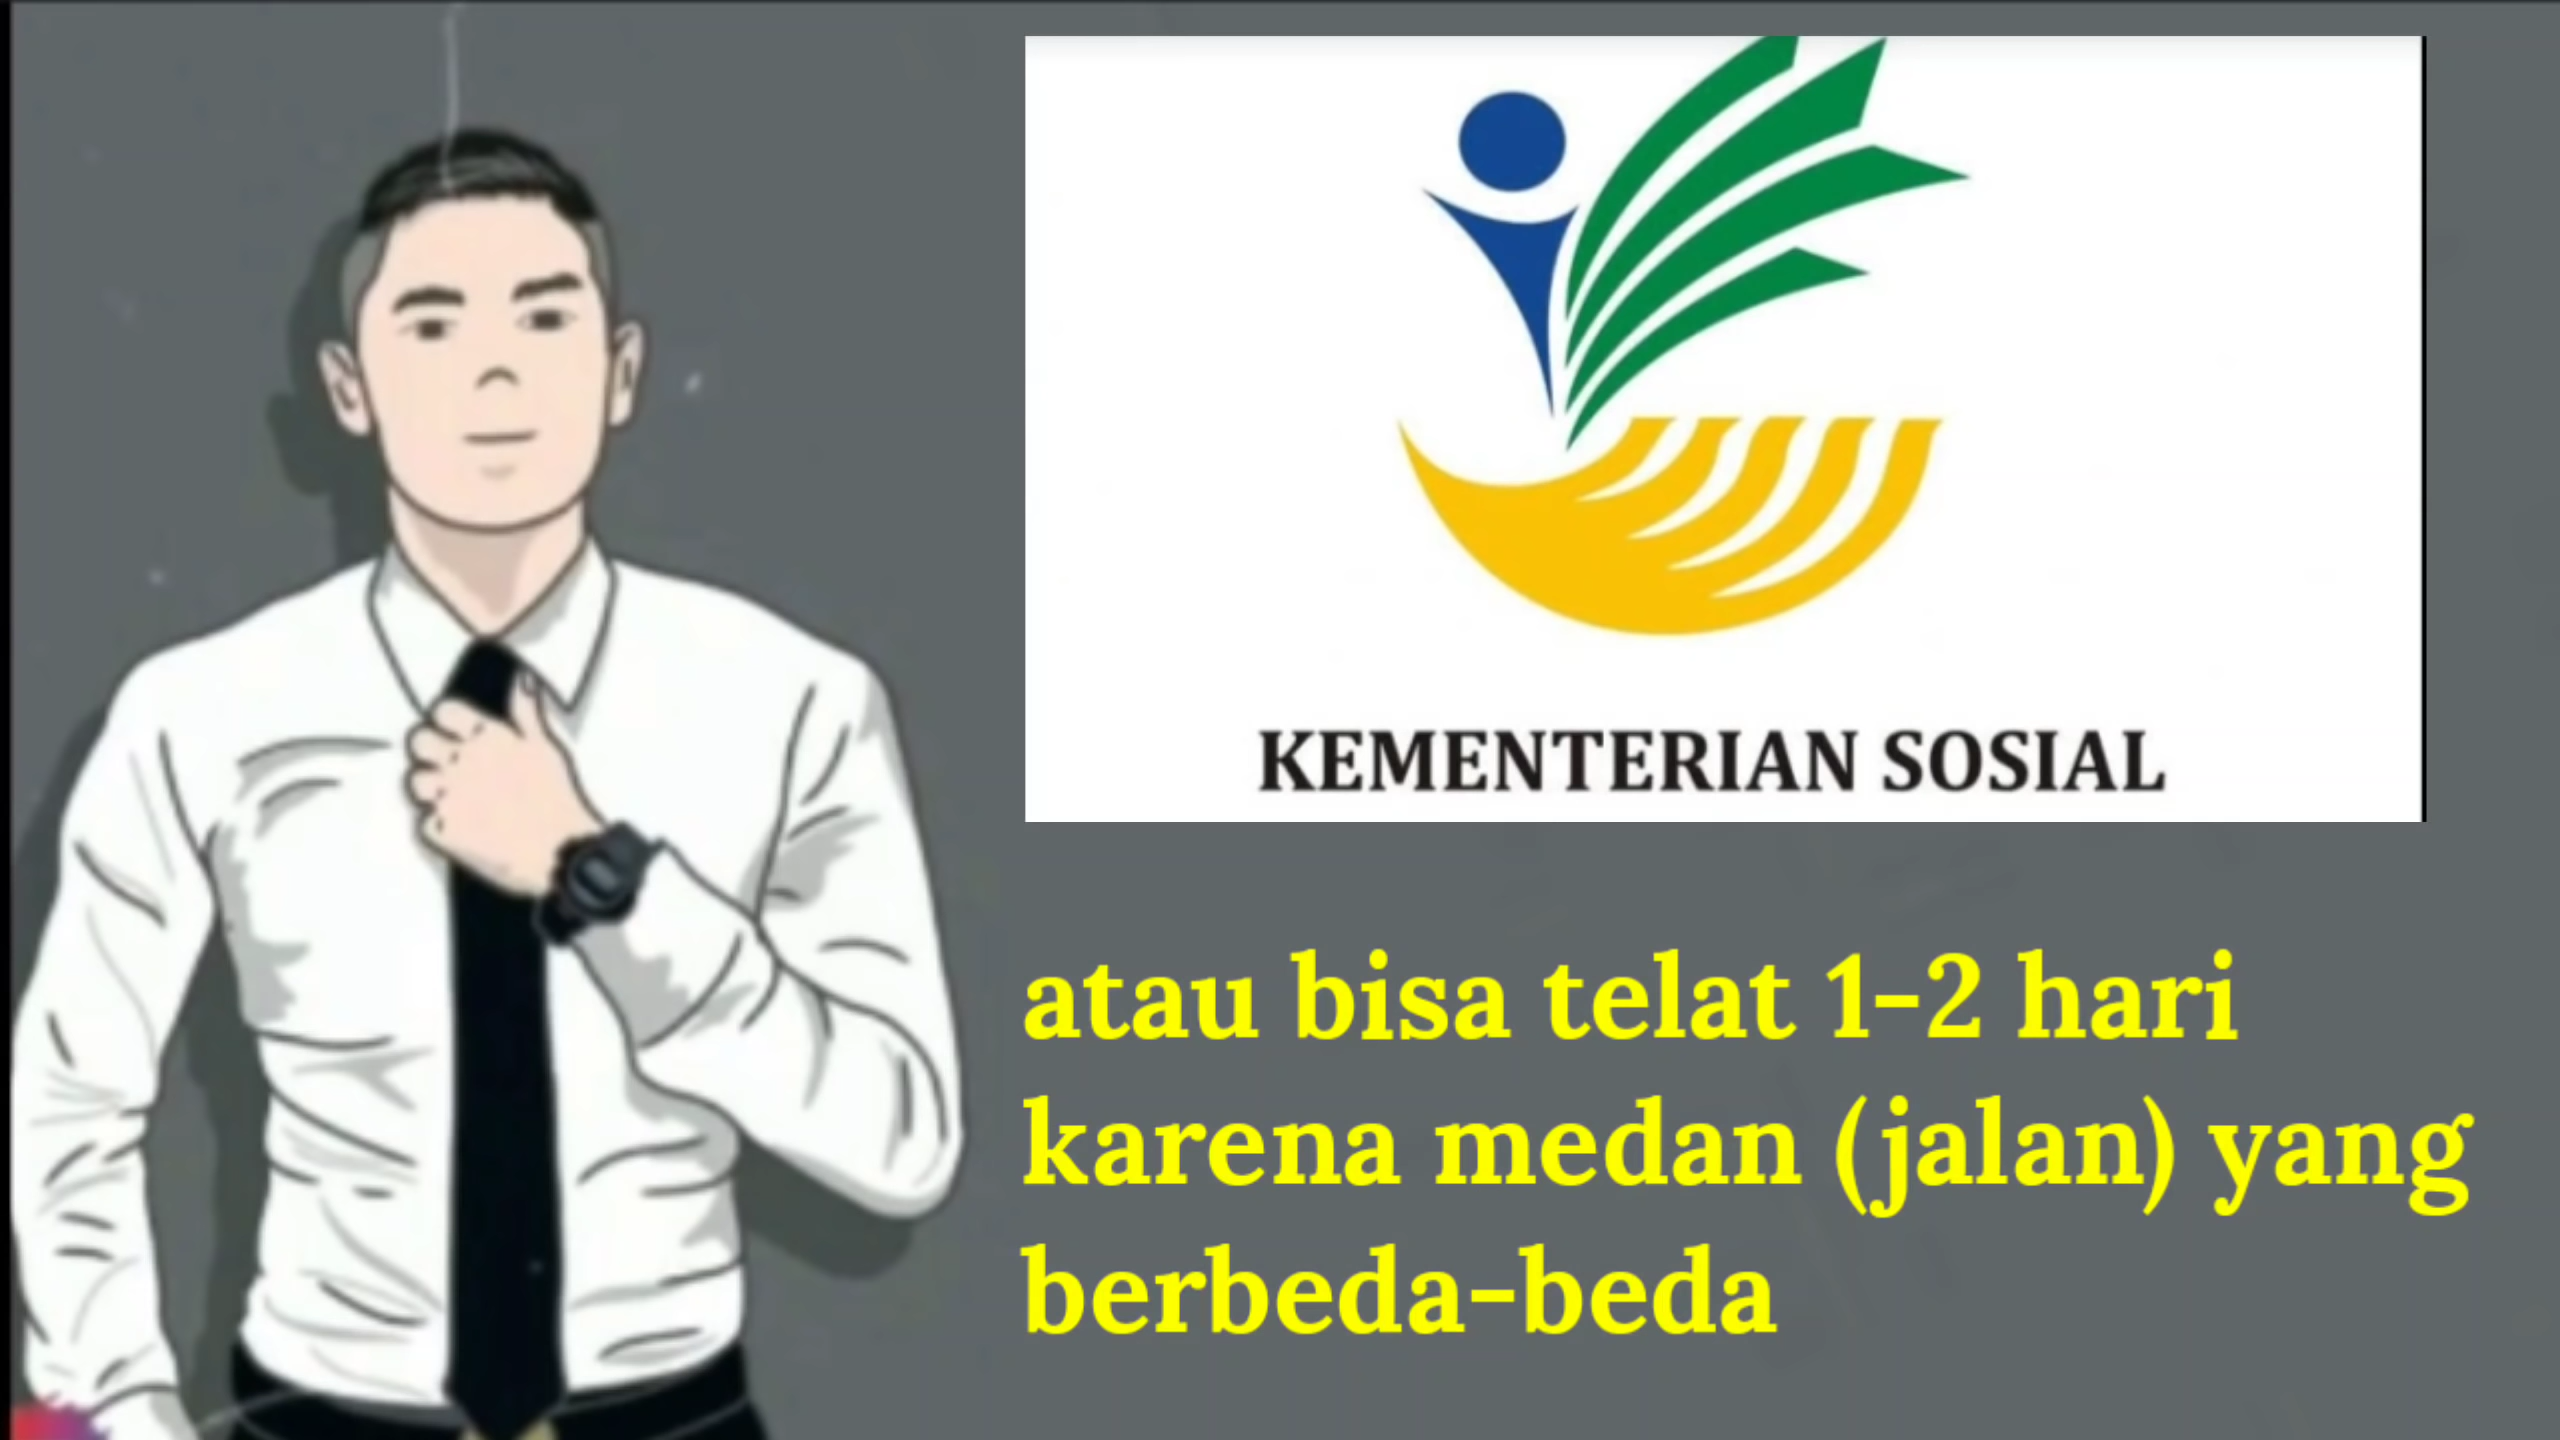 KEMENTERIAN SOSIAL
atau bisa telat 1-2 hari
karena medan (jalan) yang
berbeda-beda